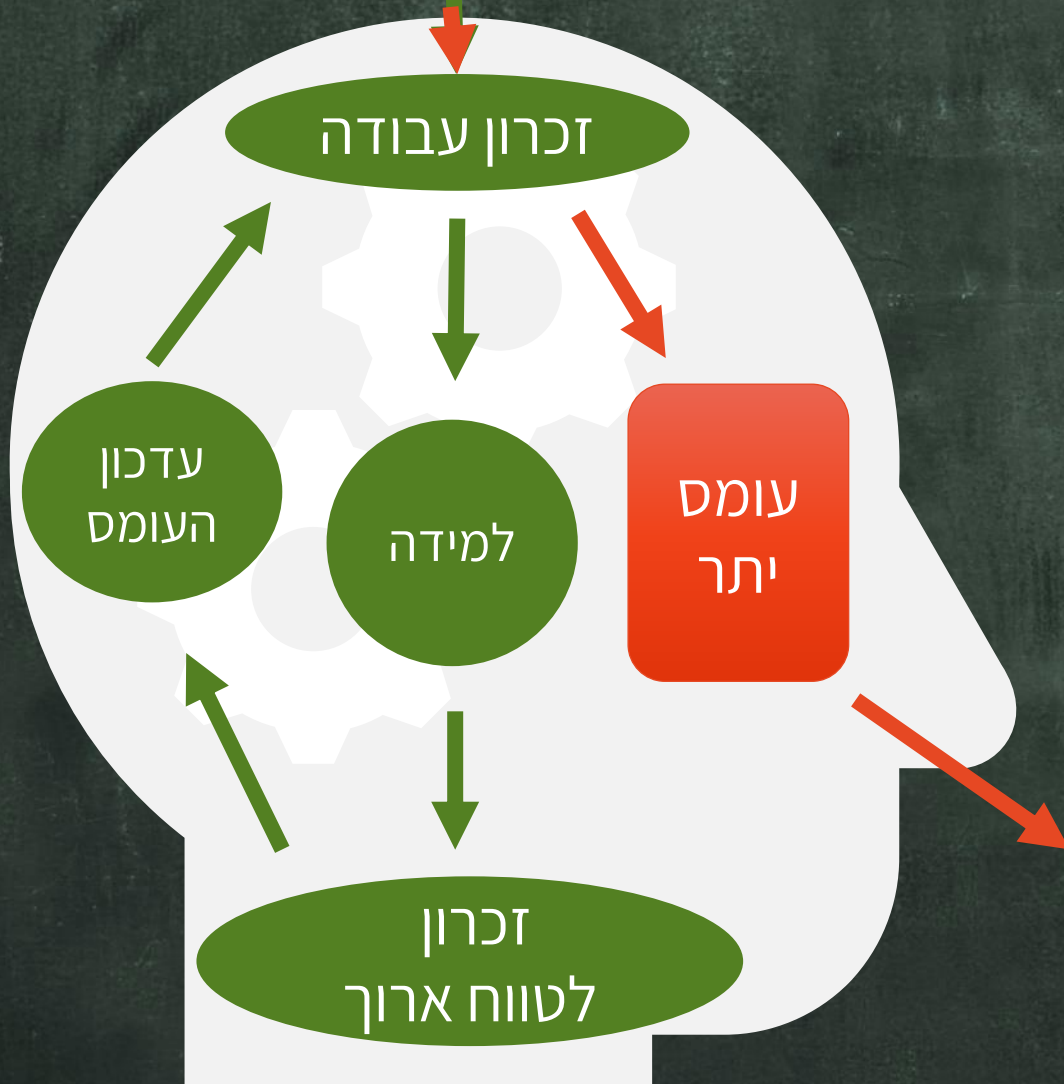 זכרון עבודה
עדכון
העומס
למידה
עומס
יתר
זכרון
לטווח ארוך